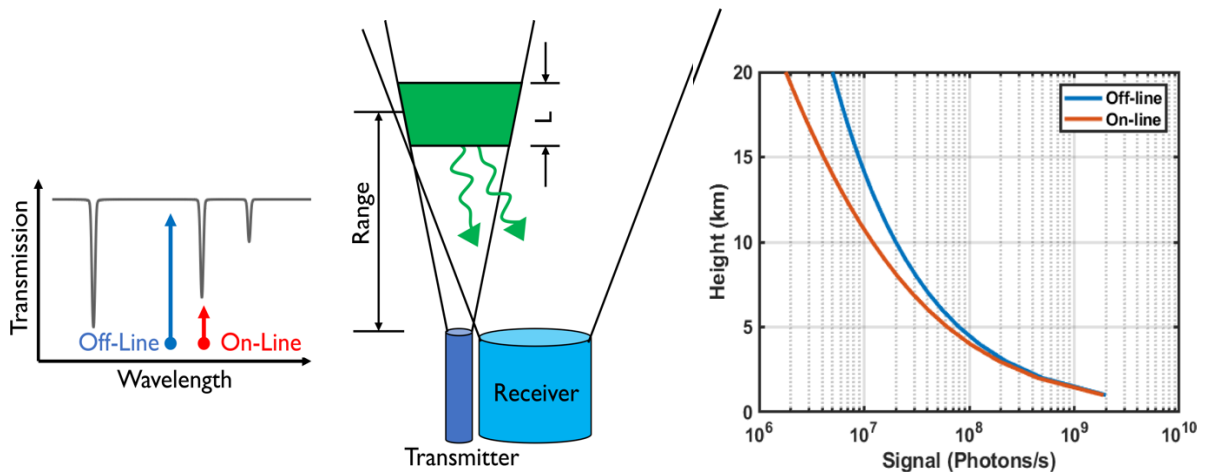 Transmission
Off-Line
On-Line
Wavelength
L
Range
Receiver
Transmitter
Off-line
On-line
20
15
10
5
0
Height (km)
10^6
10^7
10^8
10^9
10^10
Signal (Photons/s)